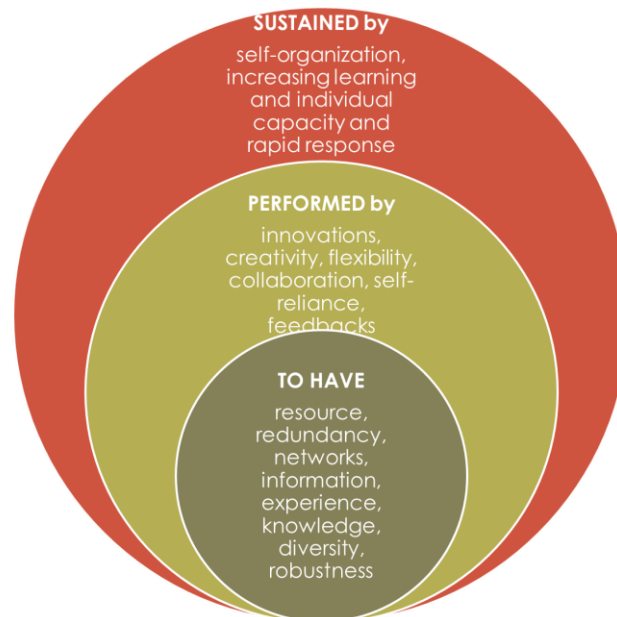 SUSTAINED by
self-organization,
increasing learning
and individual
capacity and
rapid response
PERFORMED by
innovations,
creativity, flexibility,
collaboration, self-
reliance,
feedbacks
TO HAVE
resource,
redundancy,
networks,
information,
experience,
knowledge,
diversity,
robustness